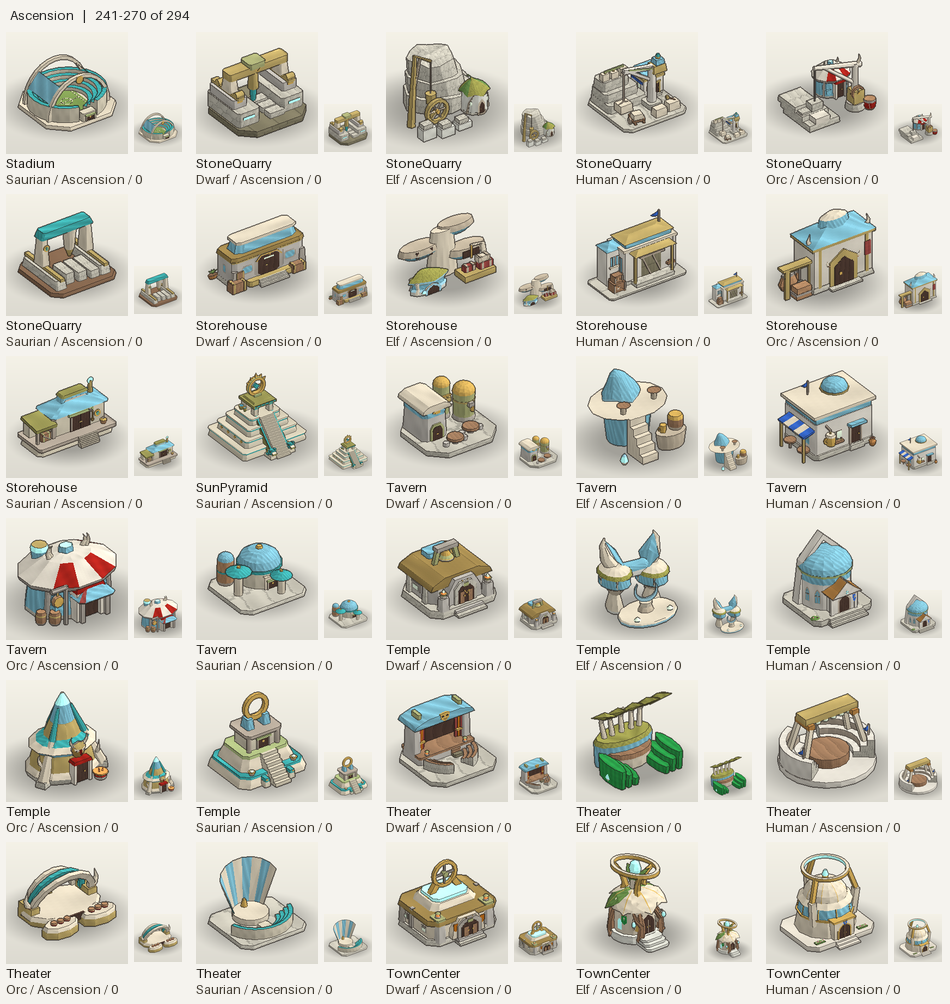 Ascension | 241-270 of 294
Stadium
Saurian / Ascension / 0
StoneQuarry
Dwarf / Ascension / 0
StoneQuarry
Elf / Ascension / 0
StoneQuarry
Human / Ascension / 0
StoneQuarry
Orc / Ascension / 0
StoneQuarry
Saurian / Ascension / 0
Storehouse
Dwarf / Ascension / 0
Storehouse
Elf / Ascension / 0
Storehouse
Human / Ascension / 0
Storehouse
Orc / Ascension / 0
Storehouse
Saurian / Ascension / 0
SunPyramid
Saurian / Ascension / 0
Tavern
Dwarf / Ascension / 0
Tavern
Elf / Ascension / 0
Tavern
Human / Ascension / 0
Tavern
Orc / Ascension / 0
Tavern
Saurian / Ascension / 0
Temple
Dwarf / Ascension / 0
Temple
Elf / Ascension / 0
Temple
Human / Ascension / 0
Temple
Orc / Ascension / 0
Temple
Saurian / Ascension / 0
Theater
Dwarf / Ascension / 0
Theater
Elf / Ascension / 0
Theater
Human / Ascension / 0
Theater
Orc / Ascension / 0
Theater
Saurian / Ascension / 0
TownCenter
Dwarf / Ascension / 0
TownCenter
Elf / Ascension / 0
TownCenter
Human / Ascension / 0